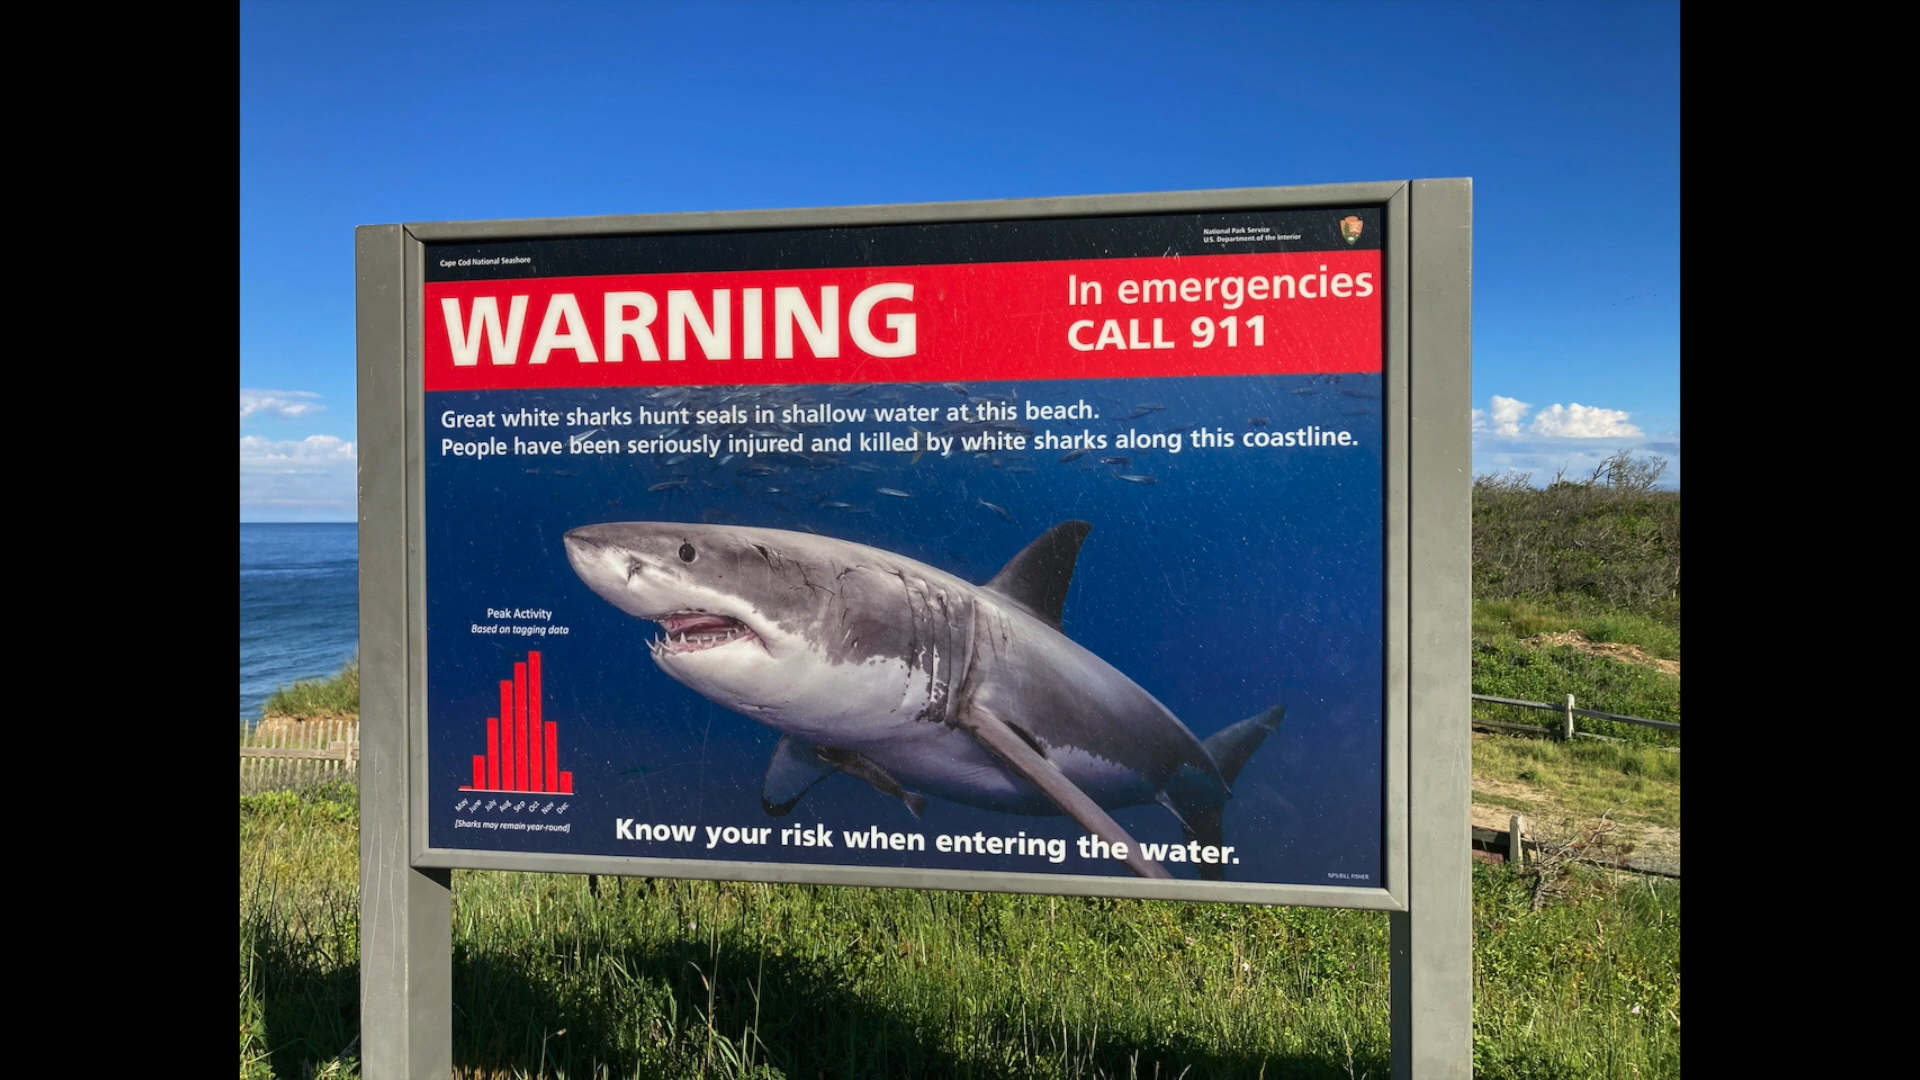 Cape Cod National Seashore
National Park Service
U.S. Department of the Interior
WARNING
In emergencies
CALL 911
Great white sharks hunt seals in shallow water at this beach.
People have been seriously injured and killed by white sharks along this coastline.
Peak Activity
Based on tagging data
May June July Aug Sep Oct Nov Dec
[Sharks may remain year-round]
Know your risk when entering the water.
NPS/BILL FISHER